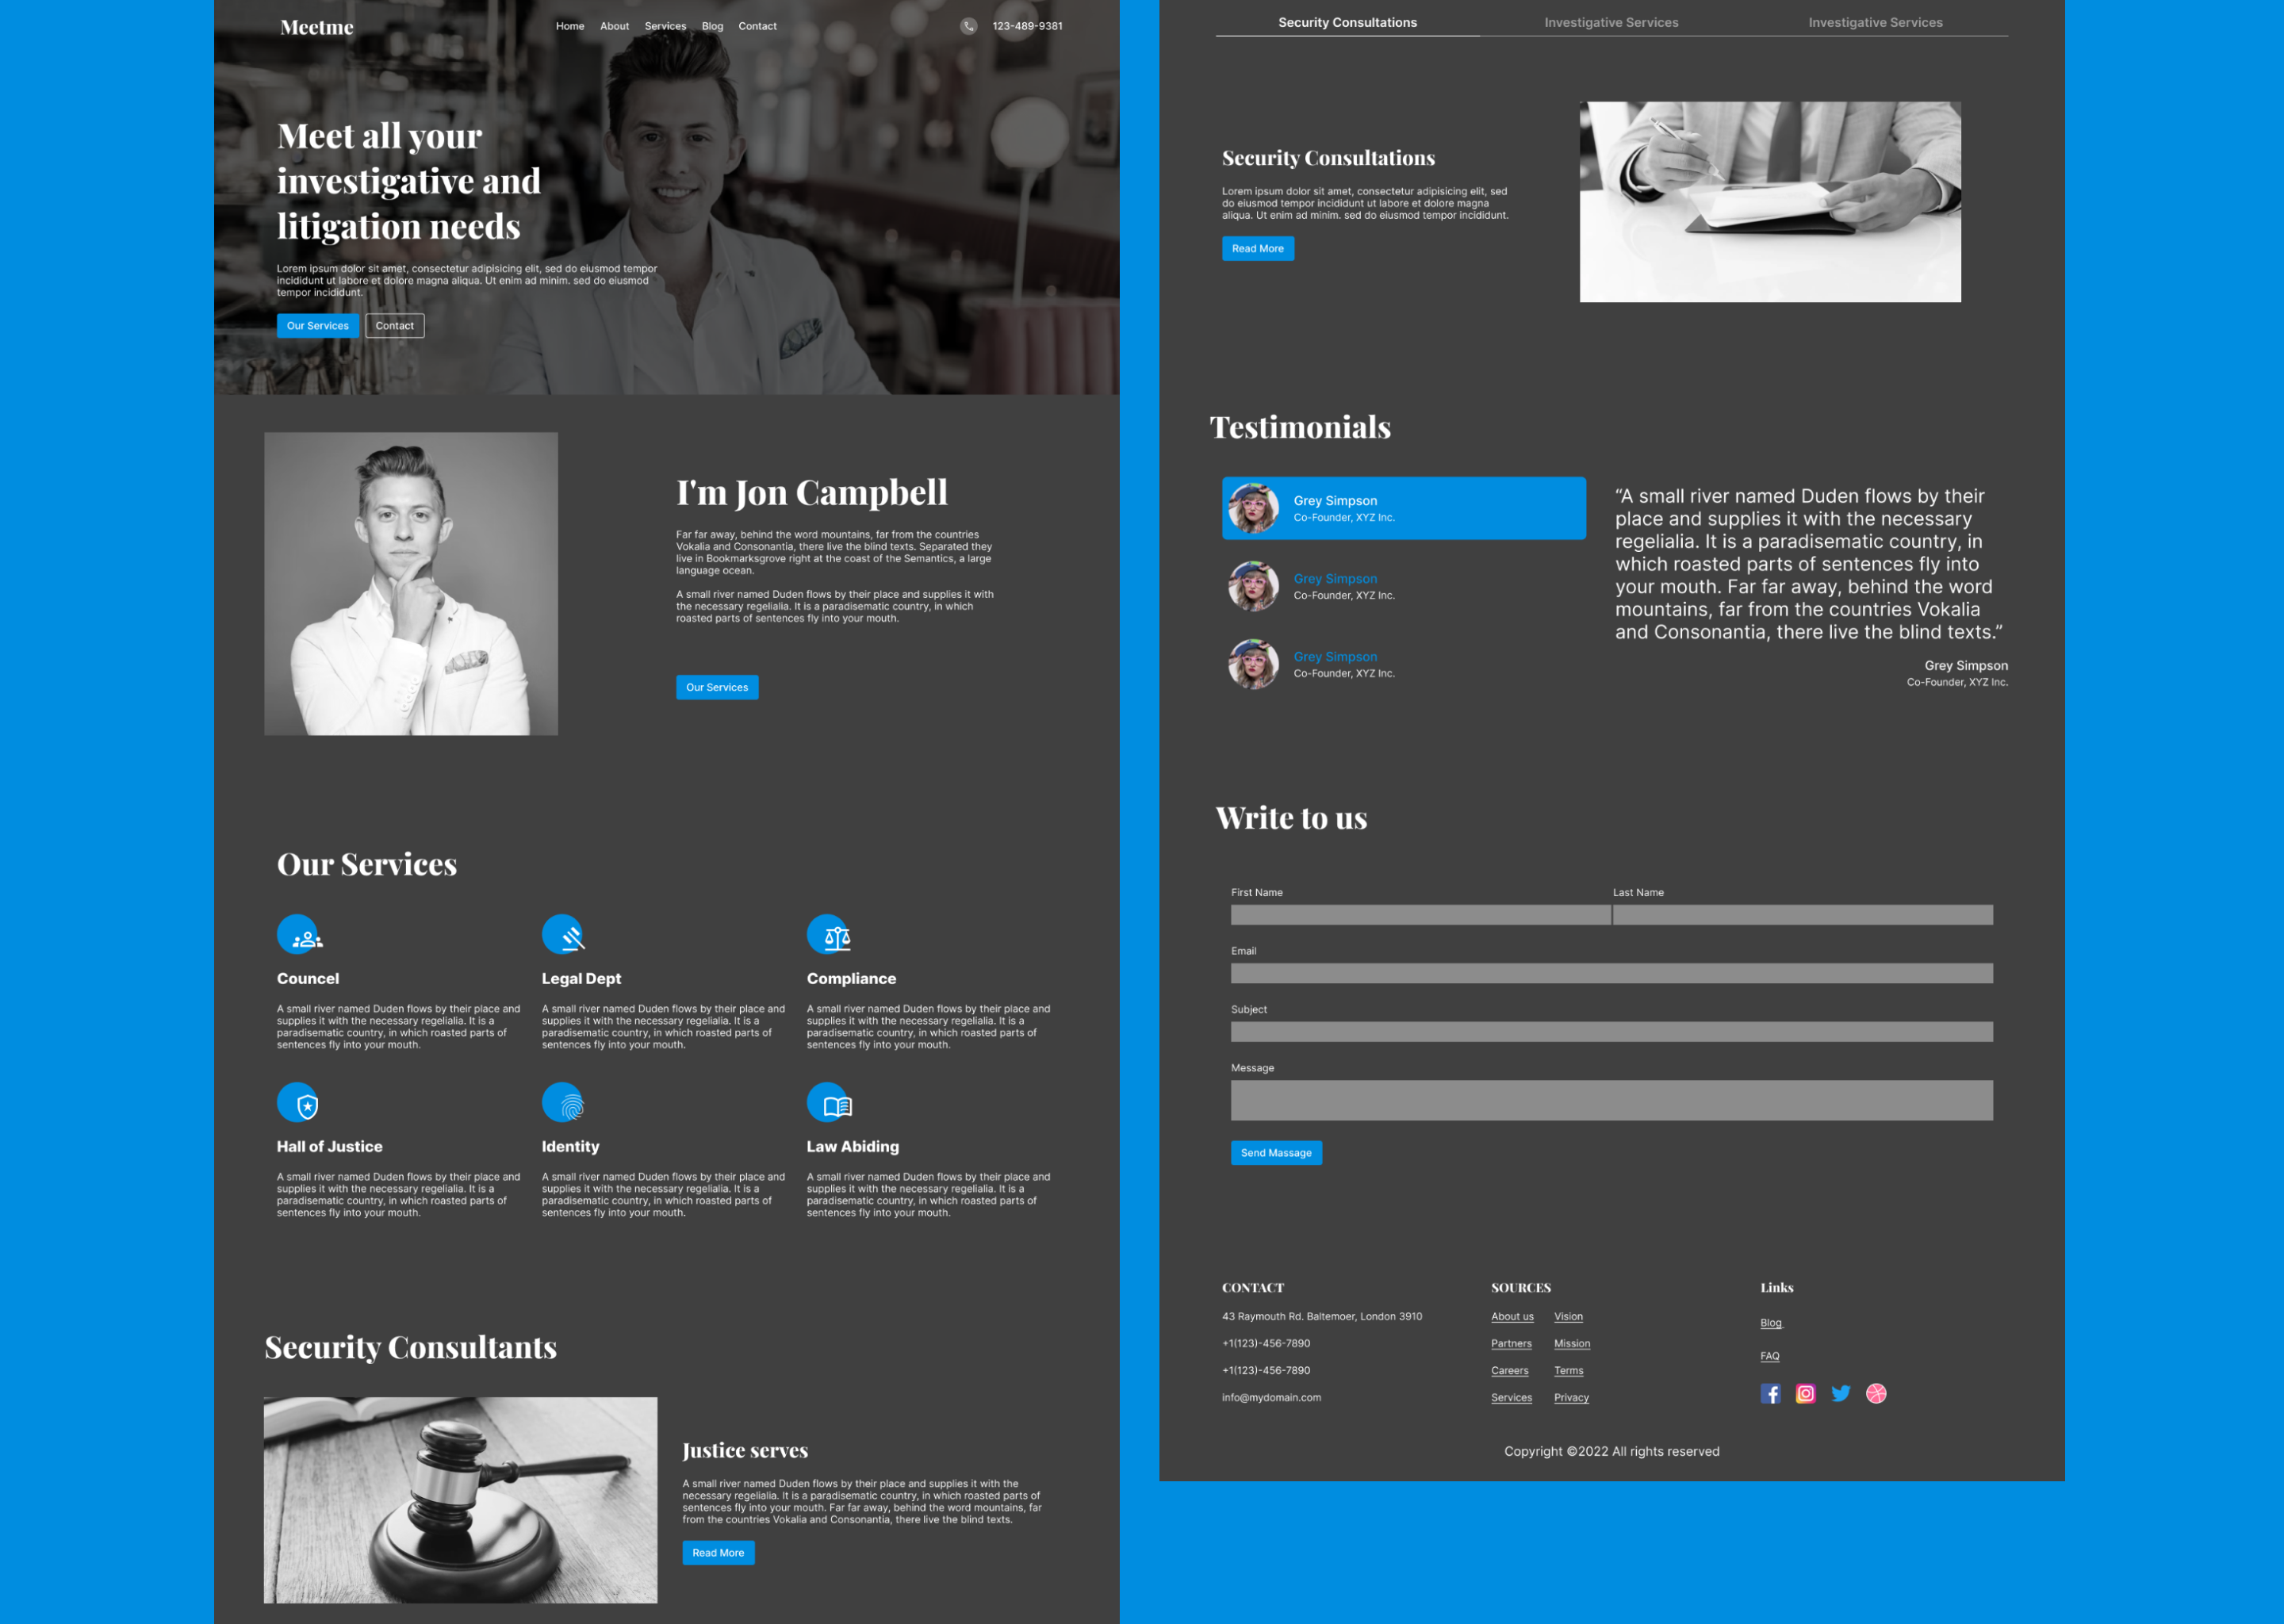 Meetme
Home About Services Blog Contact
123-489-9381
Meet all your
investigative and
litigation needs
Lorem ipsum dolor sit amet, consectetur adipisicing elit, sed do eiusmod tempor
incididunt ut labore et dolore magna aliqua. Ut enim ad minim. sed do eiusmod
tempor incididunt.
Our Services Contact
I'm Jon Campbell
Far far away, behind the word mountains, far from the countries
Vokalia and Consonantia, there live the blind texts. Separated they
live in Bookmarksgrove right at the coast of the Semantics, a large
language ocean.
A small river named Duden flows by their place and supplies it with
the necessary regelialia. It is a paradisematic country, in which
roasted parts of sentences fly into your mouth.
Our Services
Our Services
Councel
A small river named Duden flows by their place and
supplies it with the necessary regelialia. It is a
paradisematic country, in which roasted parts of
sentences fly into your mouth.
Legal Dept
A small river named Duden flows by their place and
supplies it with the necessary regelialia. It is a
paradisematic country, in which roasted parts of
sentences fly into your mouth.
Compliance
A small river named Duden flows by their place and
supplies it with the necessary regelialia. It is a
paradisematic country, in which roasted parts of
sentences fly into your mouth.
Hall of Justice
A small river named Duden flows by their place and
supplies it with the necessary regelialia. It is a
paradisematic country, in which roasted parts of
sentences fly into your mouth.
Identity
A small river named Duden flows by their place and
supplies it with the necessary regelialia. It is a
paradisematic country, in which roasted parts of
sentences fly into your mouth.
Law Abiding
A small river named Duden flows by their place and
supplies it with the necessary regelialia. It is a
paradisematic country, in which roasted parts of
sentences fly into your mouth.
Security Consultants
Justice serves
A small river named Duden flows by their place and supplies it with the
necessary regelialia. It is a paradisematic country, in which roasted parts of
sentences fly into your mouth. Far far away, behind the word mountains, far
from the countries Vokalia and Consonantia, there live the blind texts.
Read More
Security Consultations Investigative Services Investigative Services
Security Consultations
Lorem ipsum dolor sit amet, consectetur adipisicing elit, sed
do eiusmod tempor incididunt ut labore et dolore magna
aliqua. Ut enim ad minim. sed do eiusmod tempor incididunt.
Read More
Testimonials
Grey Simpson
Co-Founder, XYZ Inc.
Grey Simpson
Co-Founder, XYZ Inc.
Grey Simpson
Co-Founder, XYZ Inc.
“A small river named Duden flows by their
place and supplies it with the necessary
regelialia. It is a paradisematic country, in
which roasted parts of sentences fly into
your mouth. Far far away, behind the word
mountains, far from the countries Vokalia
and Consonantia, there live the blind texts.”
Grey Simpson
Co-Founder, XYZ Inc.
Write to us
First Name Last Name
Email
Subject
Message
Send Massage
CONTACT
43 Raymouth Rd. Baltemoer, London 3910
+1(123)-456-7890
+1(123)-456-7890
info@mydomain.com
SOURCES
About us Vision
Partners Mission
Careers Terms
Services Privacy
Links
Blog
FAQ
Copyright ©2022 All rights reserved